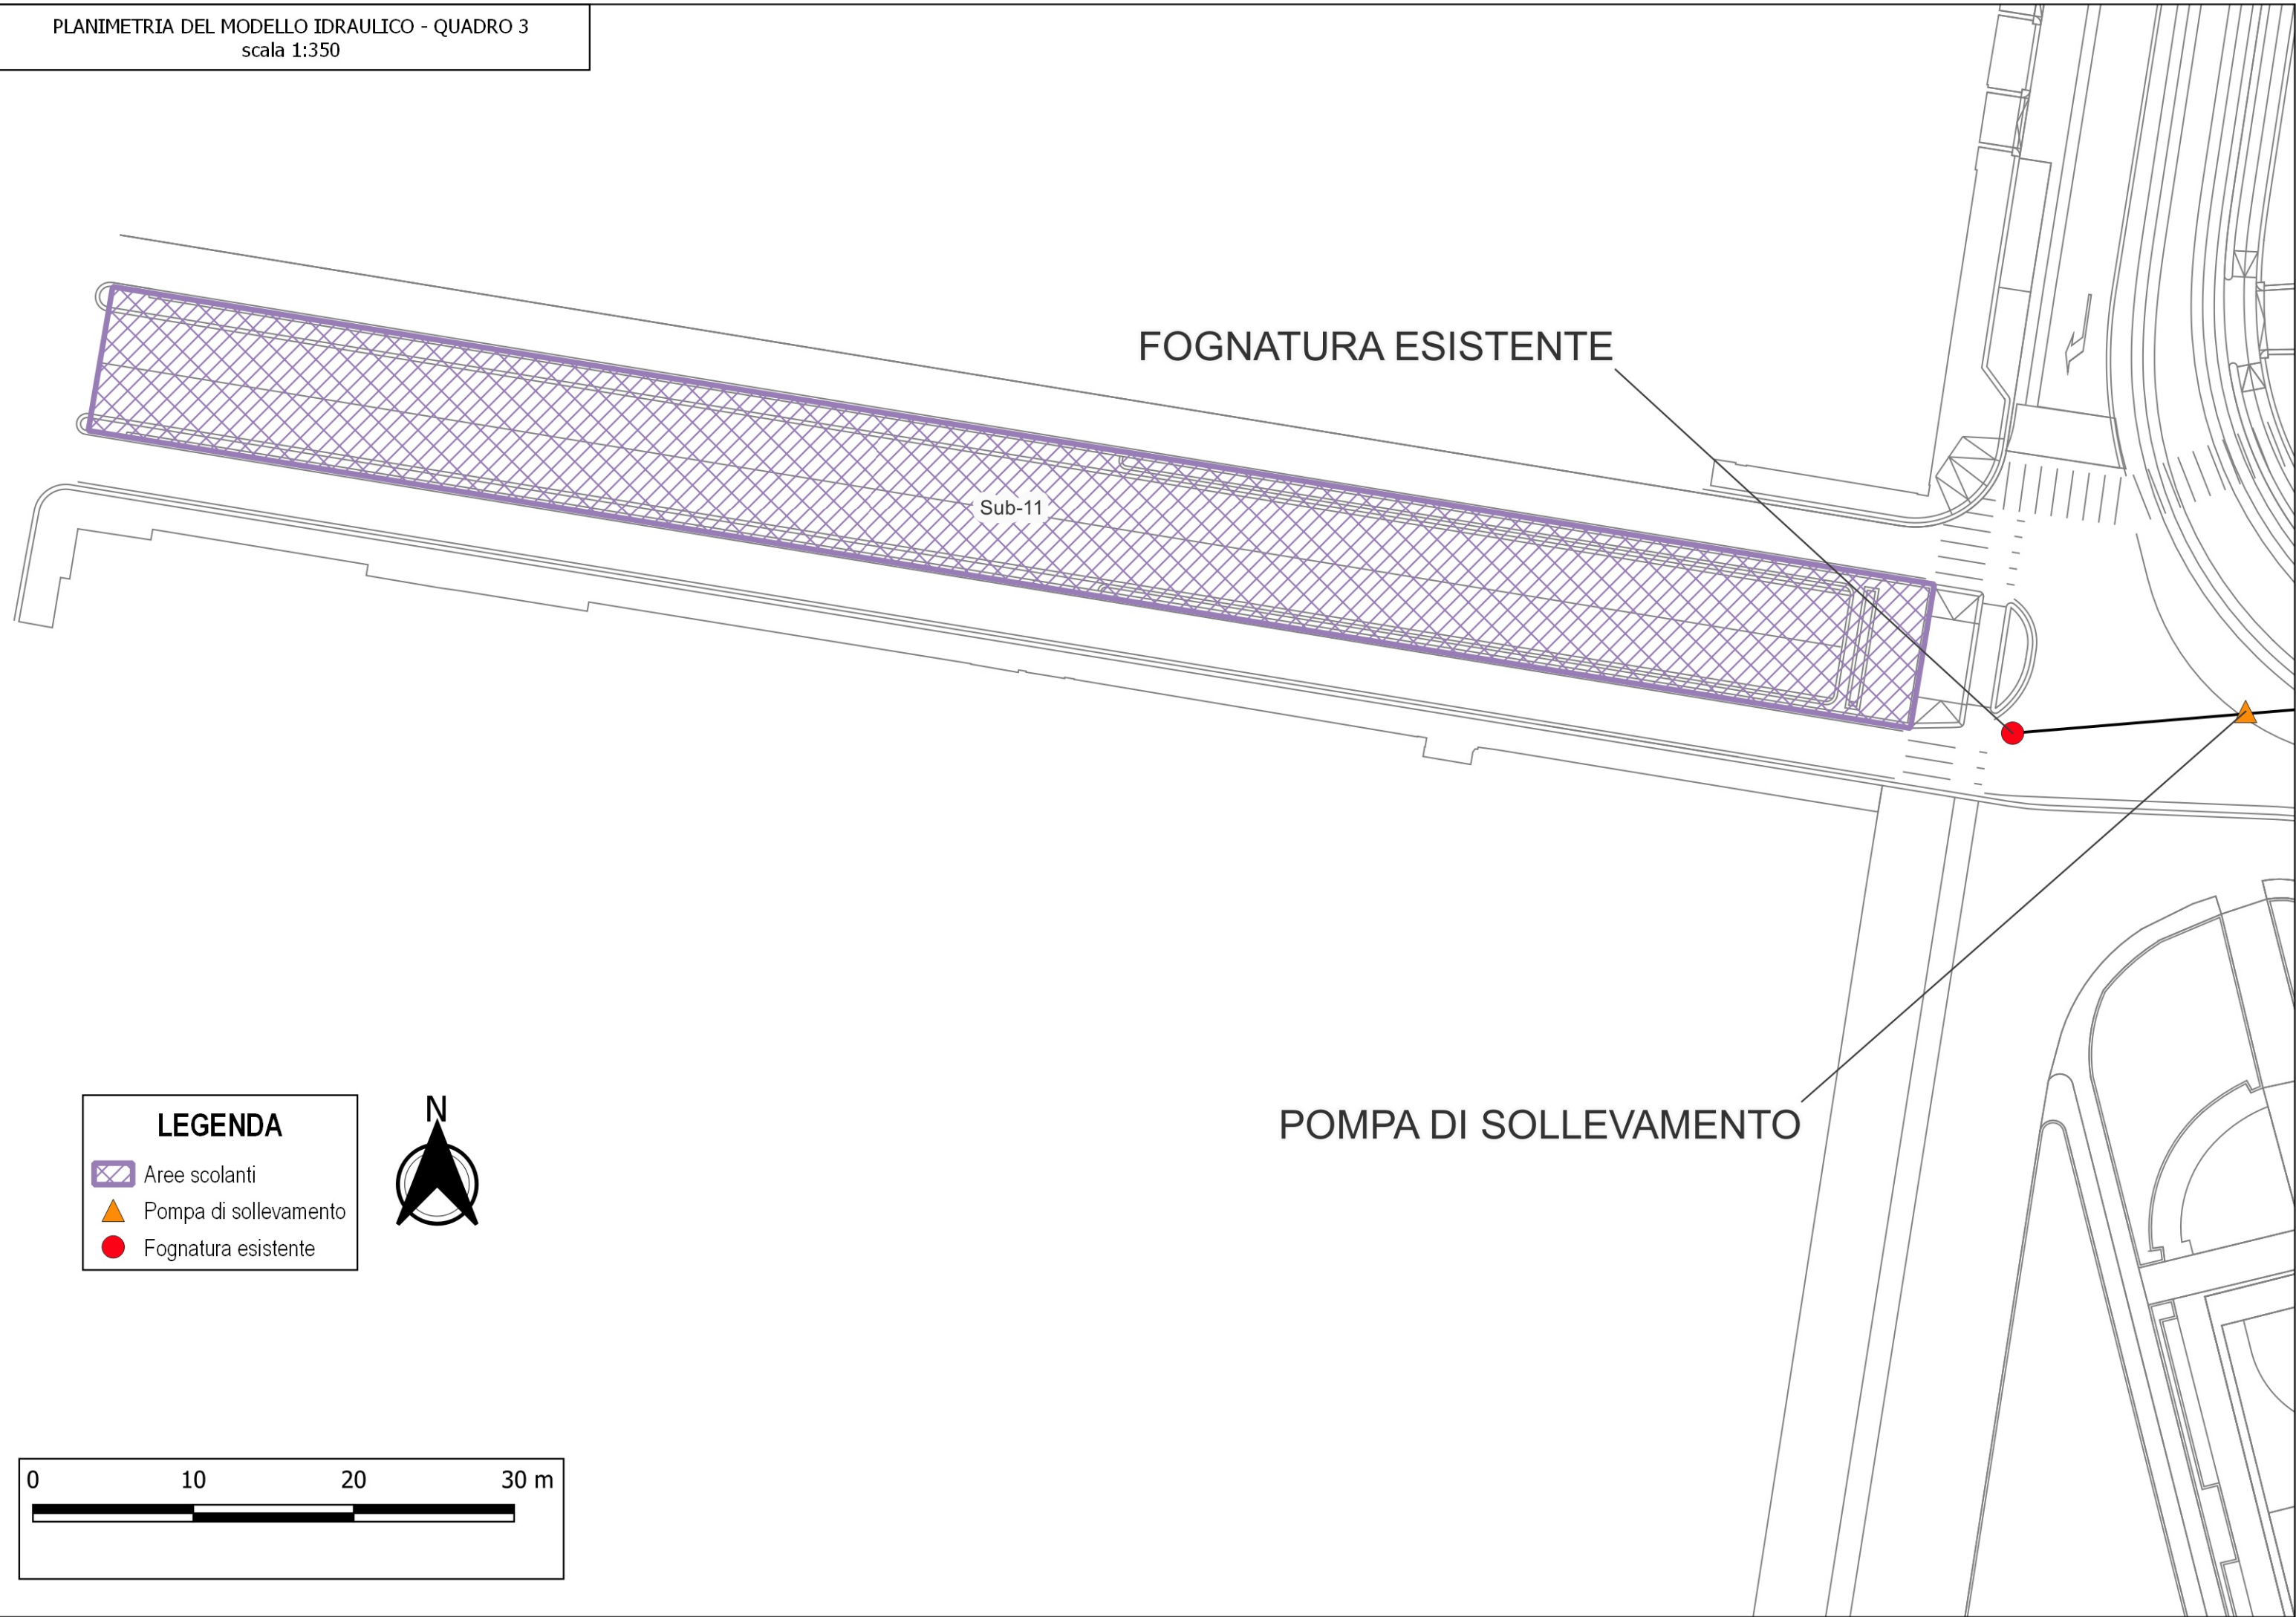 PLANIMETRIA DEL MODELLO IDRAULICO - QUADRO 3
scala 1:350
FOGNATURA ESISTENTE
Sub-11
POMPA DI SOLLEVAMENTO
LEGENDA
Aree scolanti
Pompa di sollevamento
Fognatura esistente
N
0 10 20 30 m